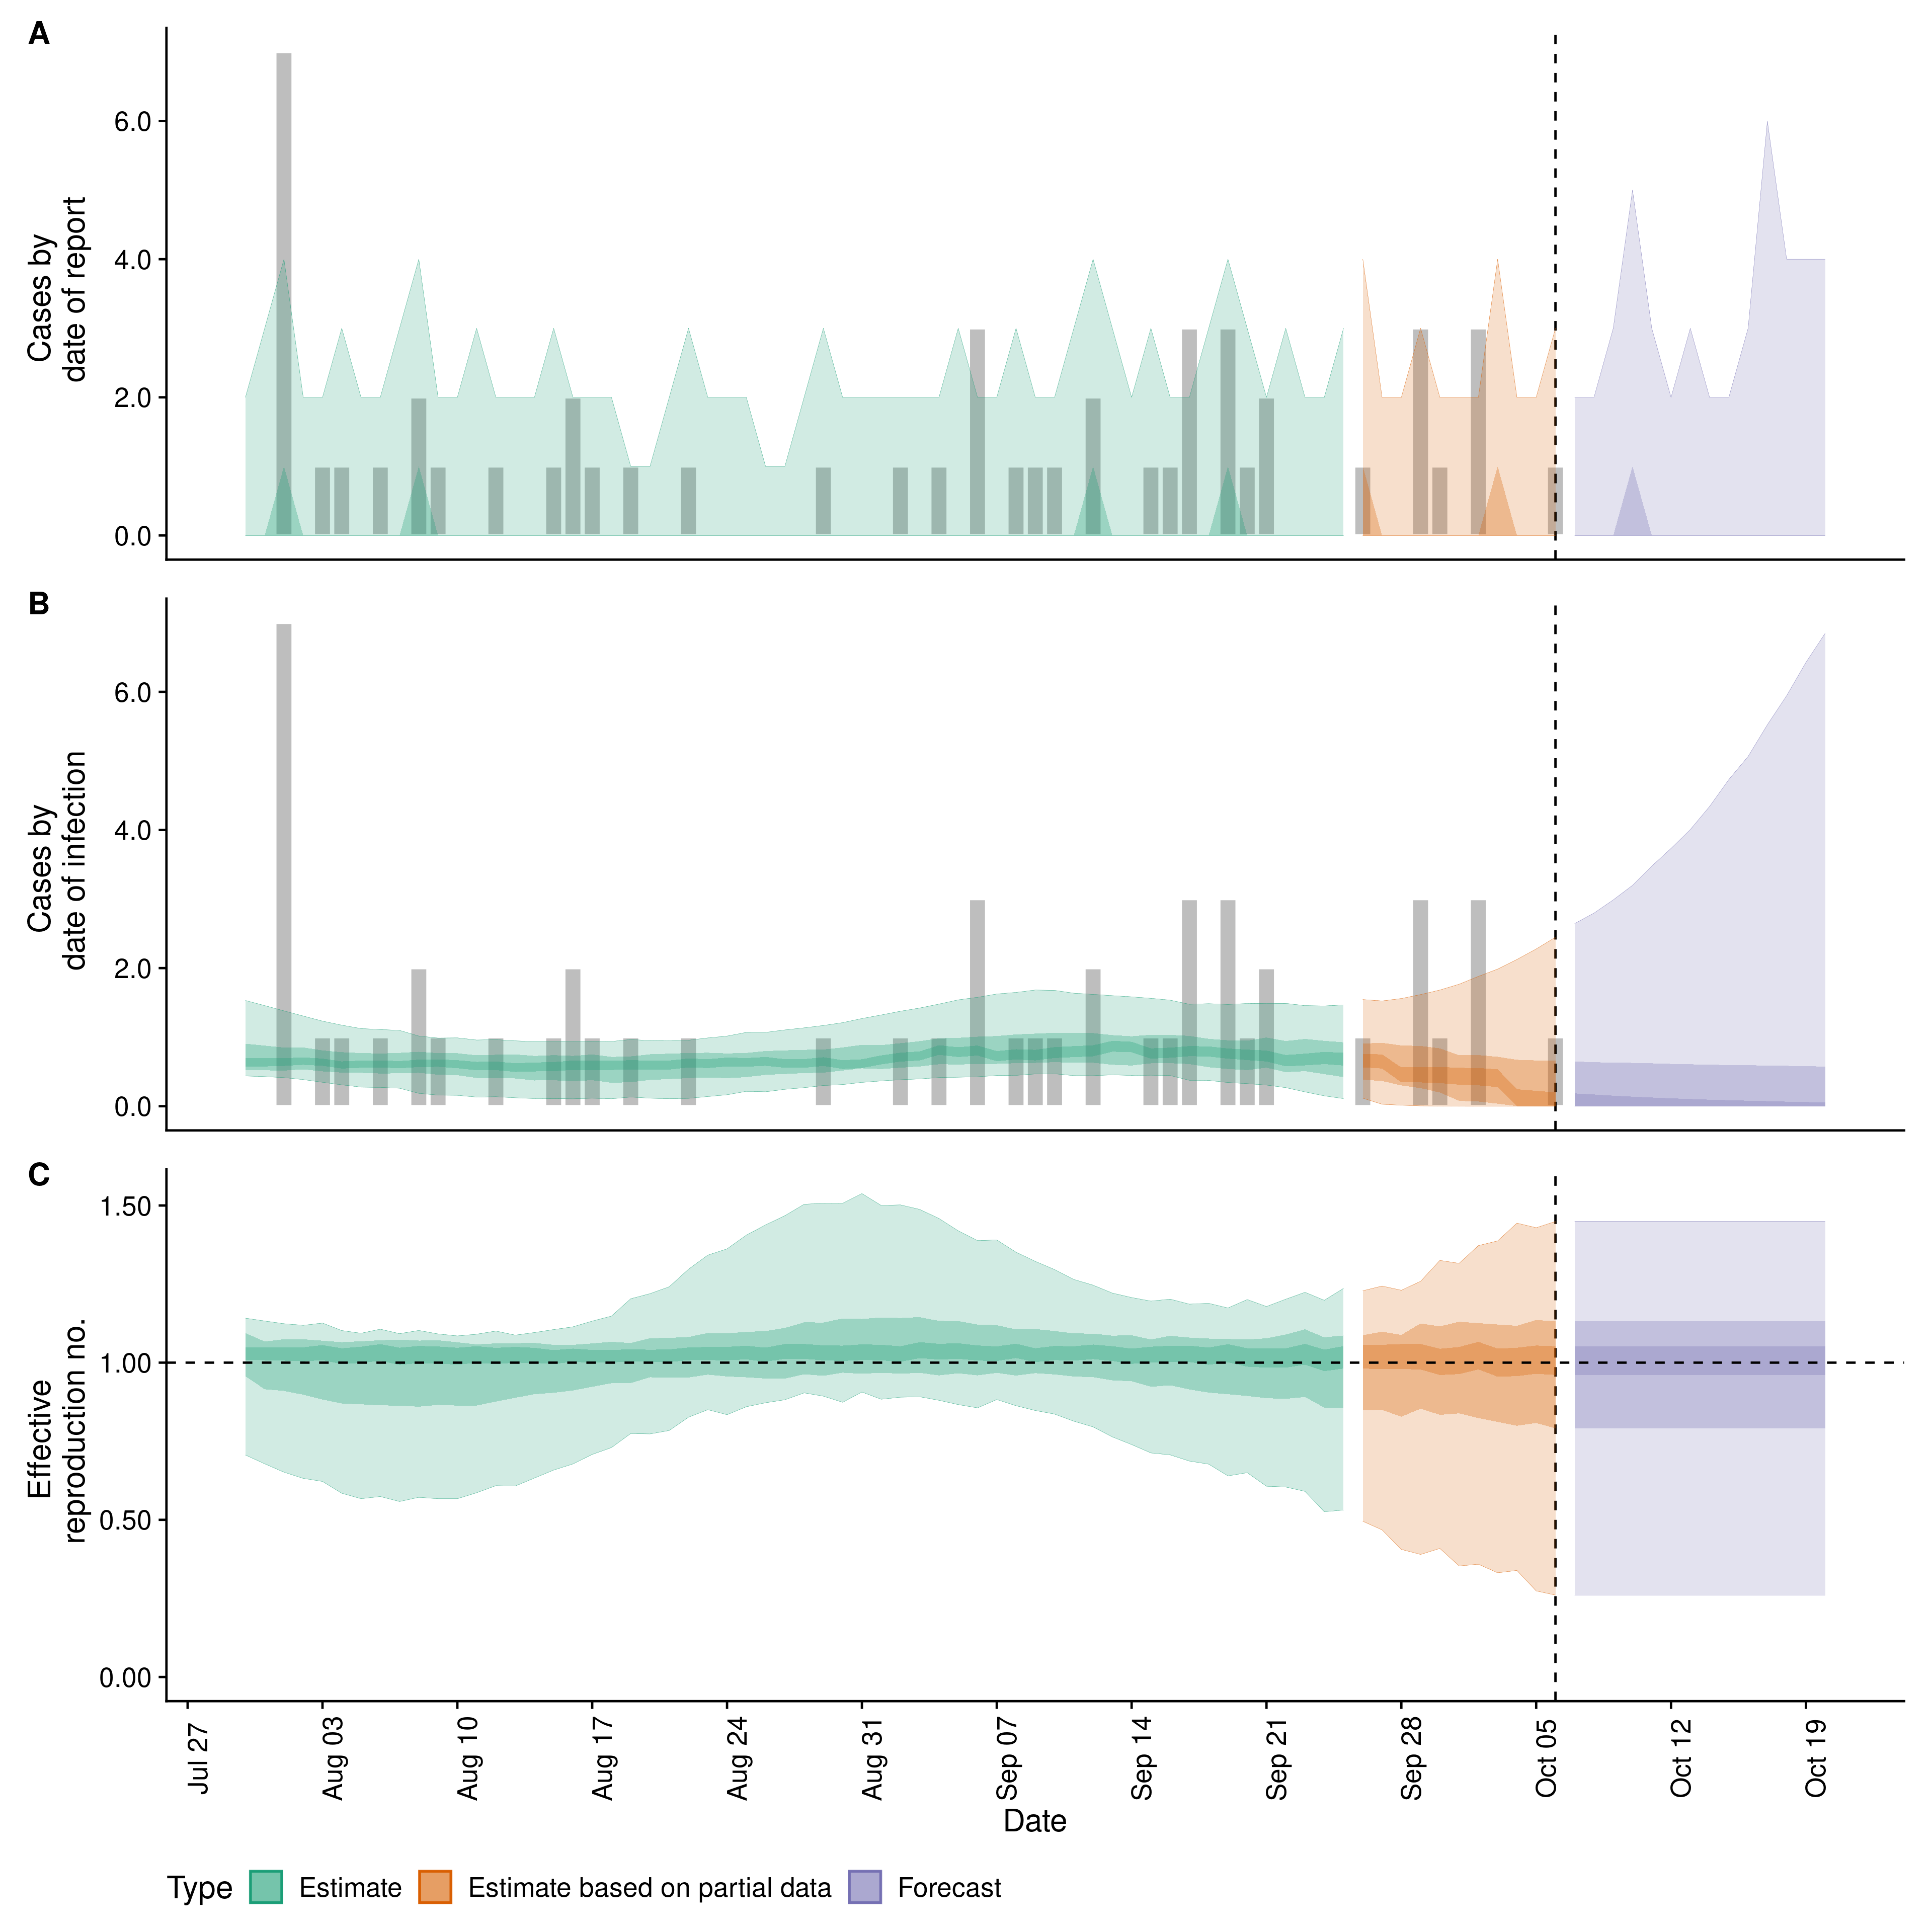 A
Cases by
date of report
6.0
4.0
2.0
0.0
B
Cases by
date of infection
6.0
4.0
2.0
0.0
C
Effective
reproduction no.
1.50
1.00
0.50
0.00
Jul 27
Aug 03
Aug 10
Aug 17
Aug 24
Aug 31
Sep 07
Sep 14
Sep 21
Sep 28
Oct 05
Oct 12
Oct 19
Date
Type Estimate Estimate based on partial data Forecast